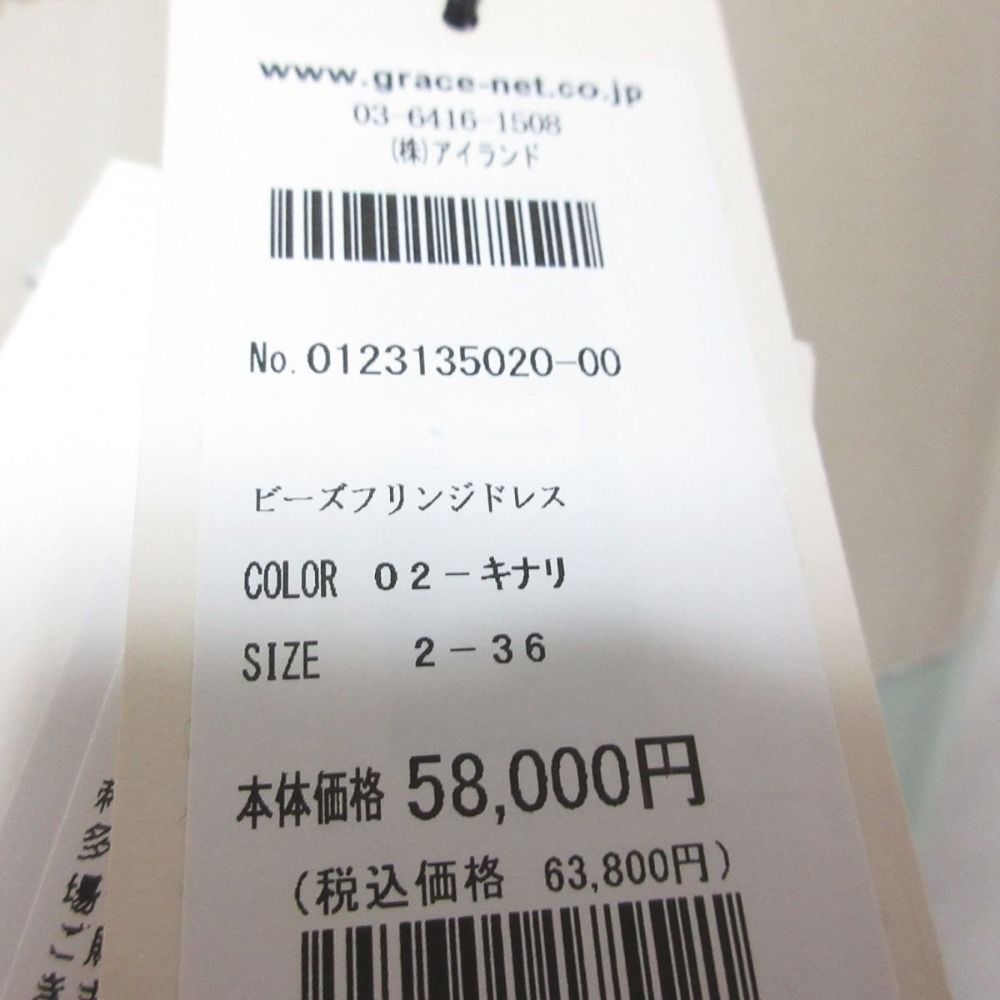 www.grace-net.co.jp
03-6416-1508
(株)アイランド
No.0123135020-00
ビーズフリンジドレス
COLOR 02-キナリ
SIZE 2-36
本体価格 58,000円
(税込価格 63,800円)